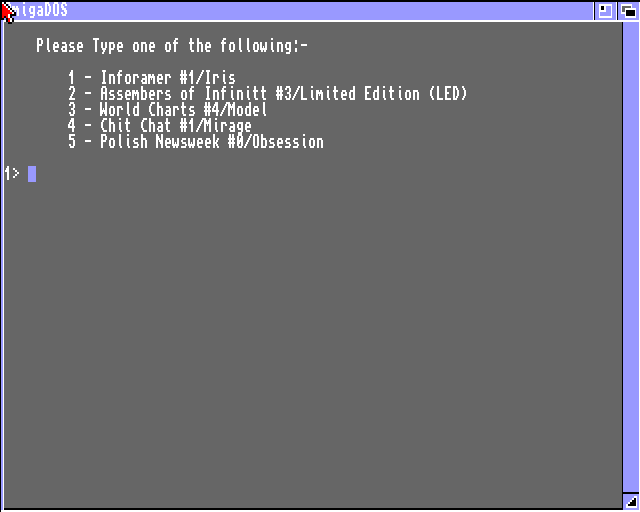 AmigaDOS
Please Type one of the following:-
1 - Inforamer #1/Iris
2 - Assembers of Infinitt #3/Limited Edition (LED)
3 - World Charts #4/Model
4 - Chit Chat #1/Mirage
5 - Polish Newsweek #0/Obsession
1>